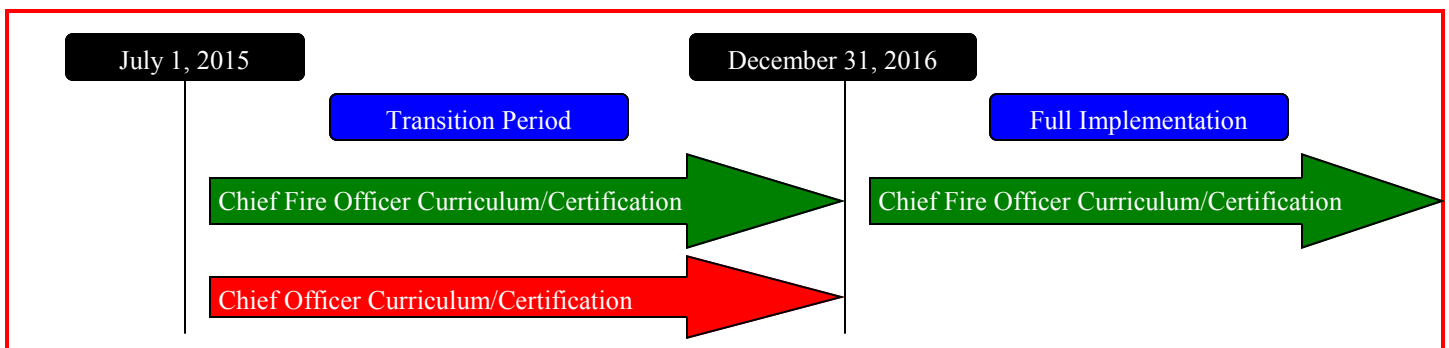 July 1, 2015
December 31, 2016
Transition Period
Full Implementation
Chief Fire Officer Curriculum/Certification
Chief Fire Officer Curriculum/Certification
Chief Officer Curriculum/Certification